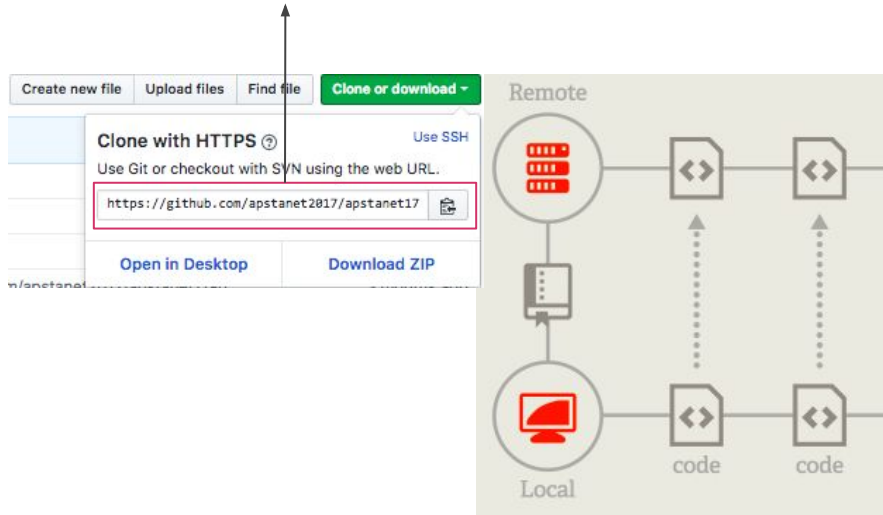 Create new file Upload files Find file Clone or download
Clone with HTTPS
Use SSH
Use Git or checkout with SVN using the web URL.
https://github.com/apstanet2017/apstanet17
Open in Desktop Download ZIP
Remote
code code
Local